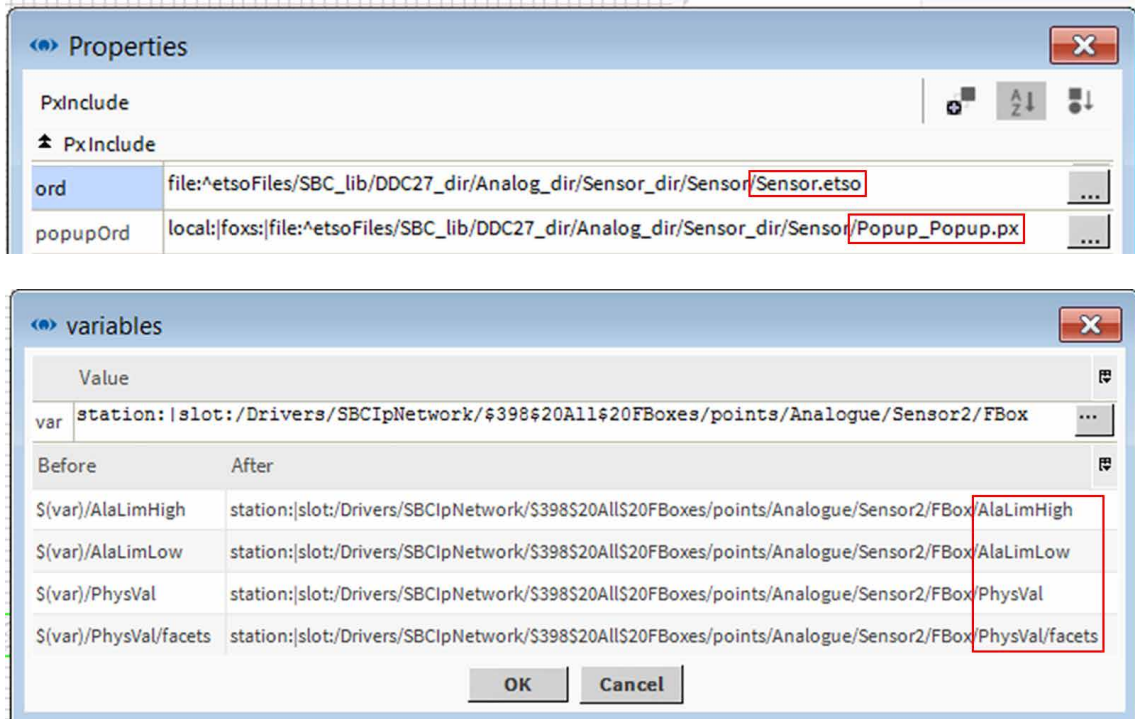 Properties
PxInclude
PxInclude
ord file:^etsoFiles/SBC_lib/DDC27_dir/Analog_dir/Sensor_dir/Sensor/Sensor.etso ...
popupOrd local:|foxs:|file:^etsoFiles/SBC_lib/DDC27_dir/Analog_dir/Sensor_dir/Sensor/Popup_Popup.px ...
variables
Value
var station:|slot:/Drivers/SBCIpNetwork/$398$20All$20FBoxes/points/Analogue/Sensor2/FBox ...
Before After
$(var)/AlaLimHigh station:|slot:/Drivers/SBCIpNetwork/$398$20All$20FBoxes/points/Analogue/Sensor2/FBox/AlaLimHigh
$(var)/AlaLimLow station:|slot:/Drivers/SBCIpNetwork/$398$20All$20FBoxes/points/Analogue/Sensor2/FBox/AlaLimLow
$(var)/PhysVal station:|slot:/Drivers/SBCIpNetwork/$398$20All$20FBoxes/points/Analogue/Sensor2/FBox/PhysVal
$(var)/PhysVal/facets station:|slot:/Drivers/SBCIpNetwork/$398$20All$20FBoxes/points/Analogue/Sensor2/FBox/PhysVal/facets
OK Cancel